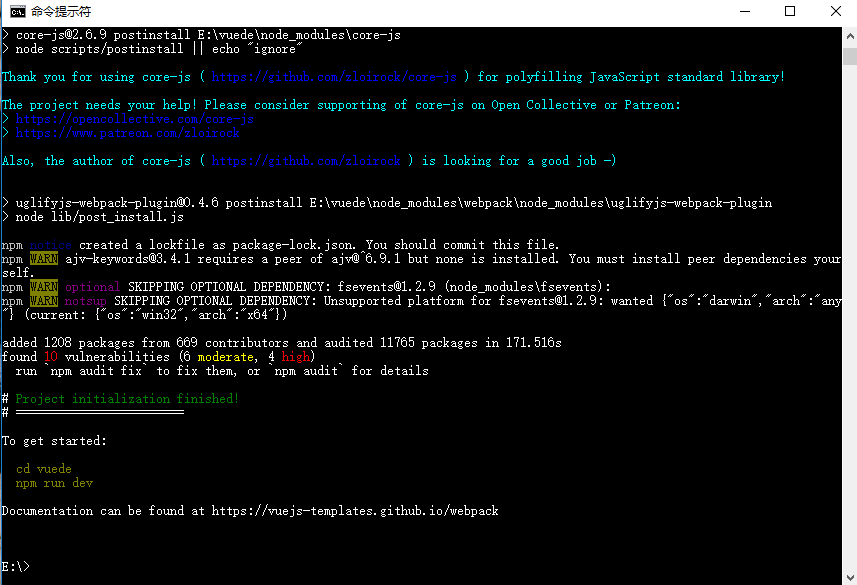 命令提示符
> core-js@2.6.9 postinstall E:\vuede\node_modules\core-js
> node scripts/postinstall || echo "ignore"
Thank you for using core-js ( https://github.com/zloirock/core-js ) for polyfilling JavaScript standard library!
The project needs your help! Please consider supporting of core-js on Open Collective or Patreon:
> https://opencollective.com/core-js
> https://www.patreon.com/zloirock
Also, the author of core-js ( https://github.com/zloirock ) is looking for a good job -)
> uglifyjs-webpack-plugin@0.4.6 postinstall E:\vuede\node_modules\webpack\node_modules\uglifyjs-webpack-plugin
> node lib/post_install.js
npm notice created a lockfile as package-lock.json. You should commit this file.
npm WARN ajv-keywords@3.4.1 requires a peer of ajv@^6.9.1 but none is installed. You must install peer dependencies your
self.
npm WARN optional SKIPPING OPTIONAL DEPENDENCY: fsevents@1.2.9 (node_modules\fsevents):
npm WARN notsup SKIPPING OPTIONAL DEPENDENCY: Unsupported platform for fsevents@1.2.9: wanted {"os":"darwin","arch":"any
"} (current: {"os":"win32","arch":"x64"})
added 1208 packages from 669 contributors and audited 11765 packages in 171.516s
found 10 vulnerabilities (6 moderate, 4 high)
  run `npm audit fix` to fix them, or `npm audit` for details
# Project initialization finished!
# ========================
To get started:
  cd vuede
  npm run dev
Documentation can be found at https://vuejs-templates.github.io/webpack
E:\>